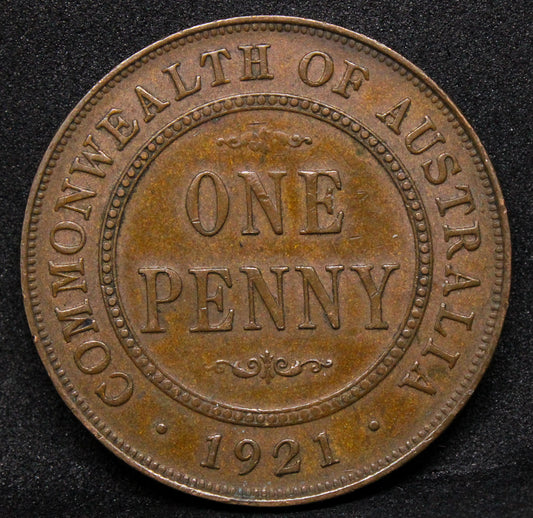 COMMONWEALTH OF AUSTRALIA
ONE
PENNY
· 1921 ·